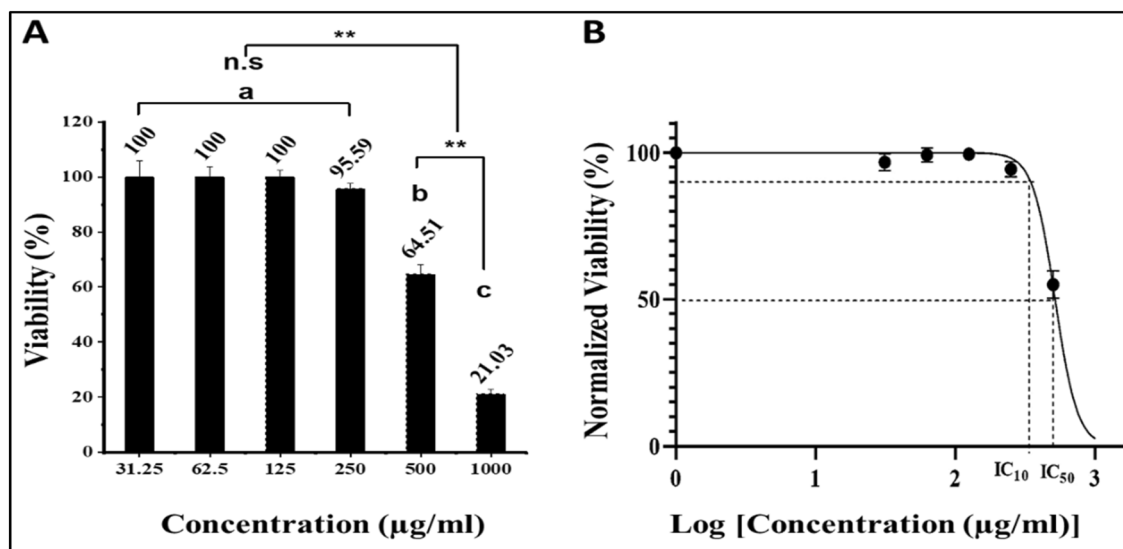 A
**
n.s
a
100
100
100
95.59
**
b
64.51
c
21.03
120
100
80
60
40
20
0
Viability (%)
31.25 62.5 125 250 500 1000
Concentration (µg/ml)
B
100
50
0
Normalized Viability (%)
0 1 2 IC10 IC50 3
Log [Concentration (µg/ml)]